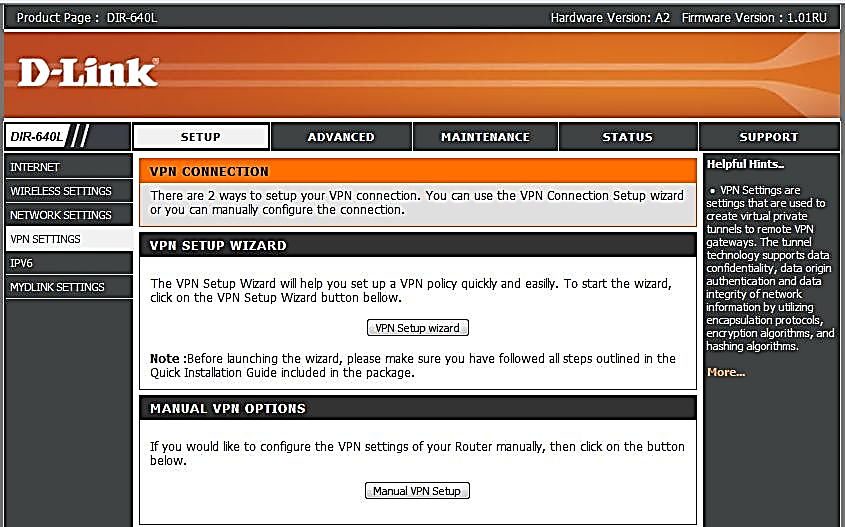 Product Page : DIR-640L
Hardware Version: A2 Firmware Version : 1.01RU
D-Link
DIR-640L
SETUP
ADVANCED
MAINTENANCE
STATUS
SUPPORT
INTERNET
WIRELESS SETTINGS
NETWORK SETTINGS
VPN SETTINGS
IPV6
MYDLINK SETTINGS
VPN CONNECTION
There are 2 ways to setup your VPN connection. You can use the VPN Connection Setup wizard
or you can manually configure the connection.
VPN SETUP WIZARD
The VPN Setup Wizard will help you set up a VPN policy quickly and easilly. To start the wizard,
click on the VPN Setup Wizard button bellow.
VPN Setup wizard
Note :Before launching the wizard, please make sure you have followed all steps outlined in the
Quick Installation Guide included in the package.
MANUAL VPN OPTIONS
If you would like to configure the VPN settings of your Router manually, then click on the button
below.
Manual VPN Setup
Helpful Hints...
• VPN Settings are
settings that are used to
create virtual private
tunnels to remote VPN
gateways. The tunnel
technology supports data
confidentiality, data origin
authentication and data
integrity of network
information by utilizing
encapsulation protocols,
encryption algorithms, and
hashing algorithms.
More...